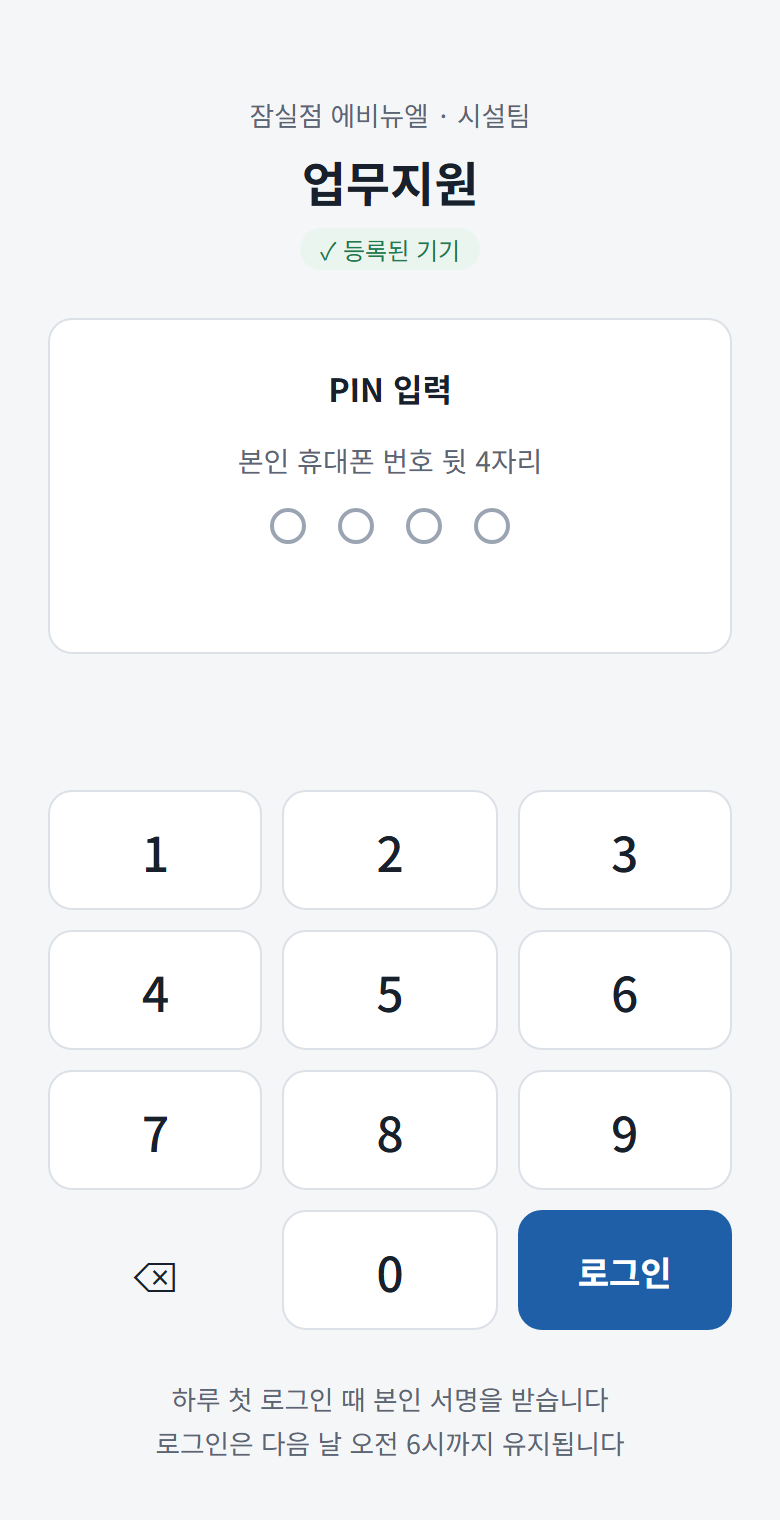 잠실점 에비뉴엘 · 시설팀
업무지원
✓ 등록된 기기
PIN 입력
본인 휴대폰 번호 뒷 4자리
1 2 3
4 5 6
7 8 9
⌫ 0 로그인
하루 첫 로그인 때 본인 서명을 받습니다
로그인은 다음 날 오전 6시까지 유지됩니다